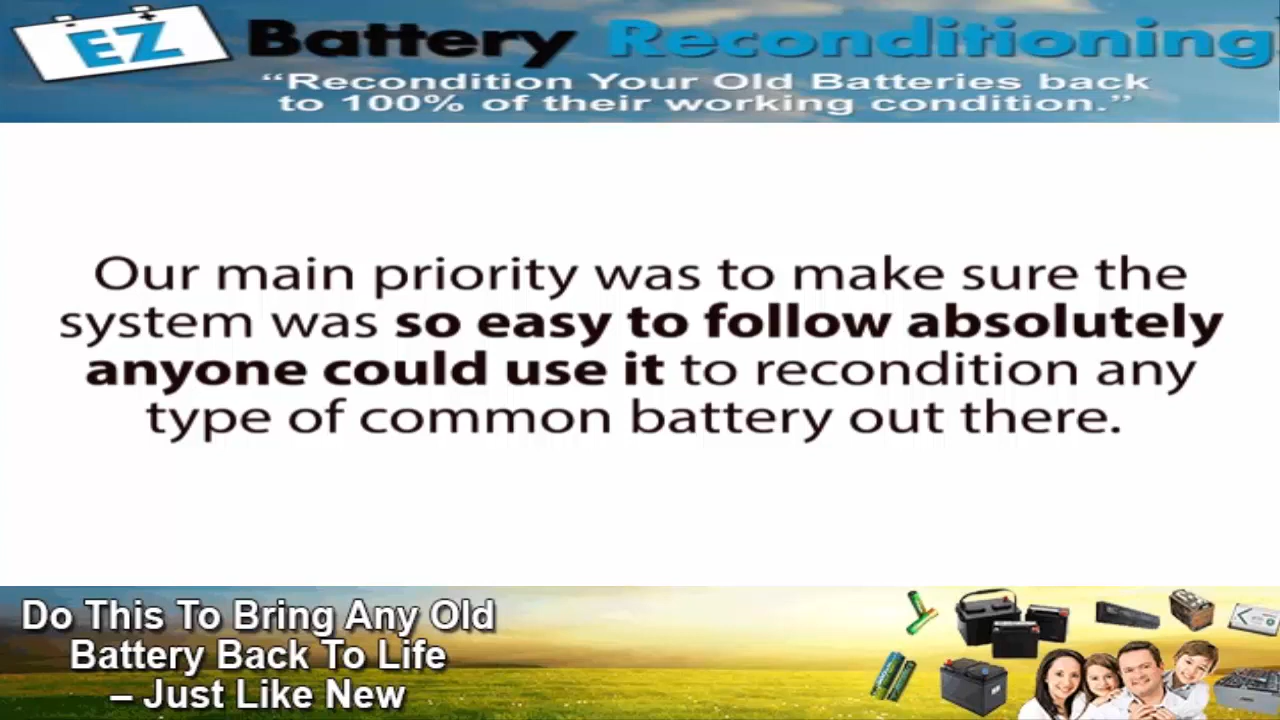 EZ Battery Reconditioning
“Recondition Your Old Batteries back
to 100% of their working condition.”
Our main priority was to make sure the
system was so easy to follow absolutely
anyone could use it to recondition any
type of common battery out there.
Do This To Bring Any Old
Battery Back To Life
– Just Like New